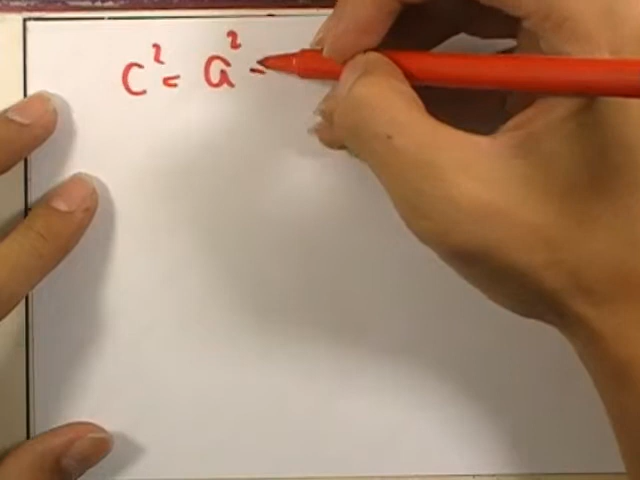 c² = a² -